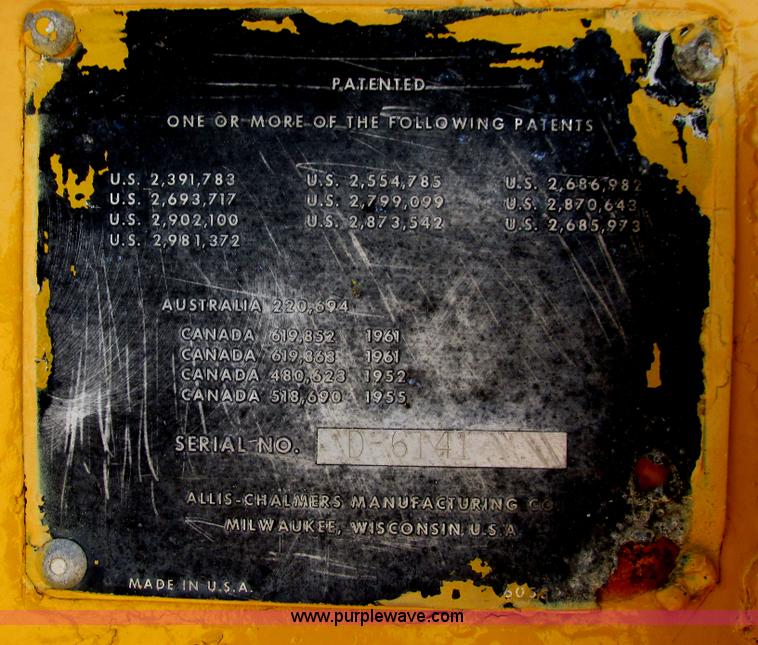 PATENTED
ONE OR MORE OF THE FOLLOWING PATENTS
U.S. 2,391,783 U.S. 2,554,785 U.S. 2,686,982
U.S. 2,693,717 U.S. 2,799,099 U.S. 2,870,643
U.S. 2,902,100 U.S. 2,873,542 U.S. 2,685,973
U.S. 2,981,372
AUSTRALIA 220,694
CANADA 619,852 1961
CANADA 619,868 1961
CANADA 480,623 1952
CANADA 518,690 1955
SERIAL NO. D-6141
ALLIS-CHALMERS MANUFACTURING CO
MILWAUKEE, WISCONSIN U.S.A
MADE IN U.S.A.
www.purplewave.com